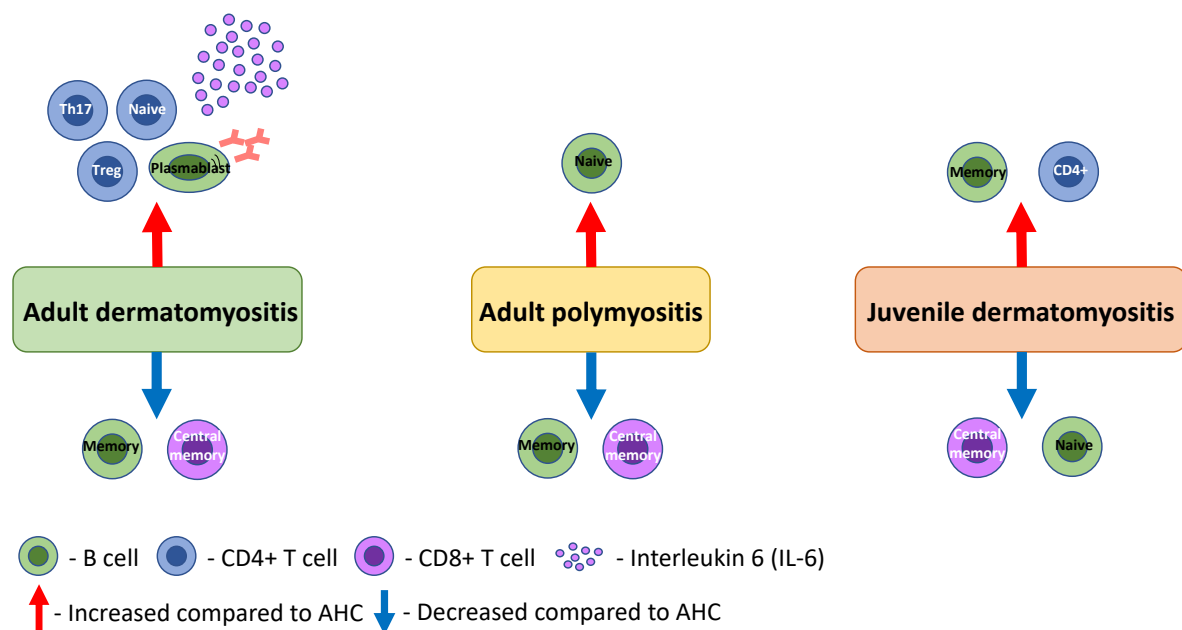 Th17
Naive
Treg
Plasmablast
Naive
Memory
CD4+
Adult dermatomyositis
Adult polymyositis
Juvenile dermatomyositis
Memory
Central
memory
Memory
Central
memory
Central
memory
Naive
- B cell
- CD4+ T cell
- CD8+ T cell
- Interleukin 6 (IL-6)
- Increased compared to AHC
- Decreased compared to AHC